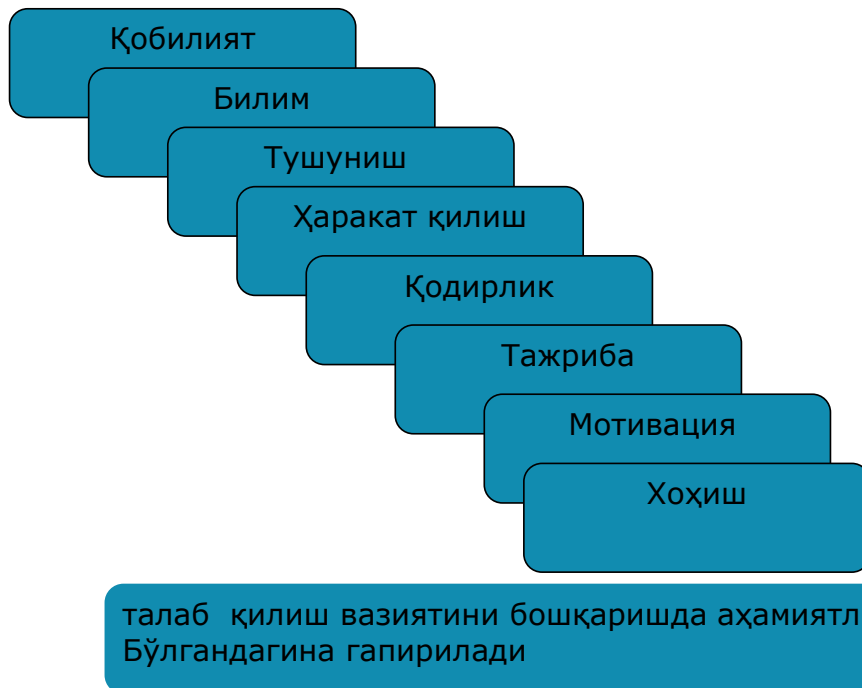 Қобилият
Билим
Тушуниш
Ҳаракат қилиш
Қодирлик
Тажриба
Мотивация
Хоҳиш
талаб қилиш вазиятини бошқаришда аҳамиятл
Бўлгандагина гапирилади